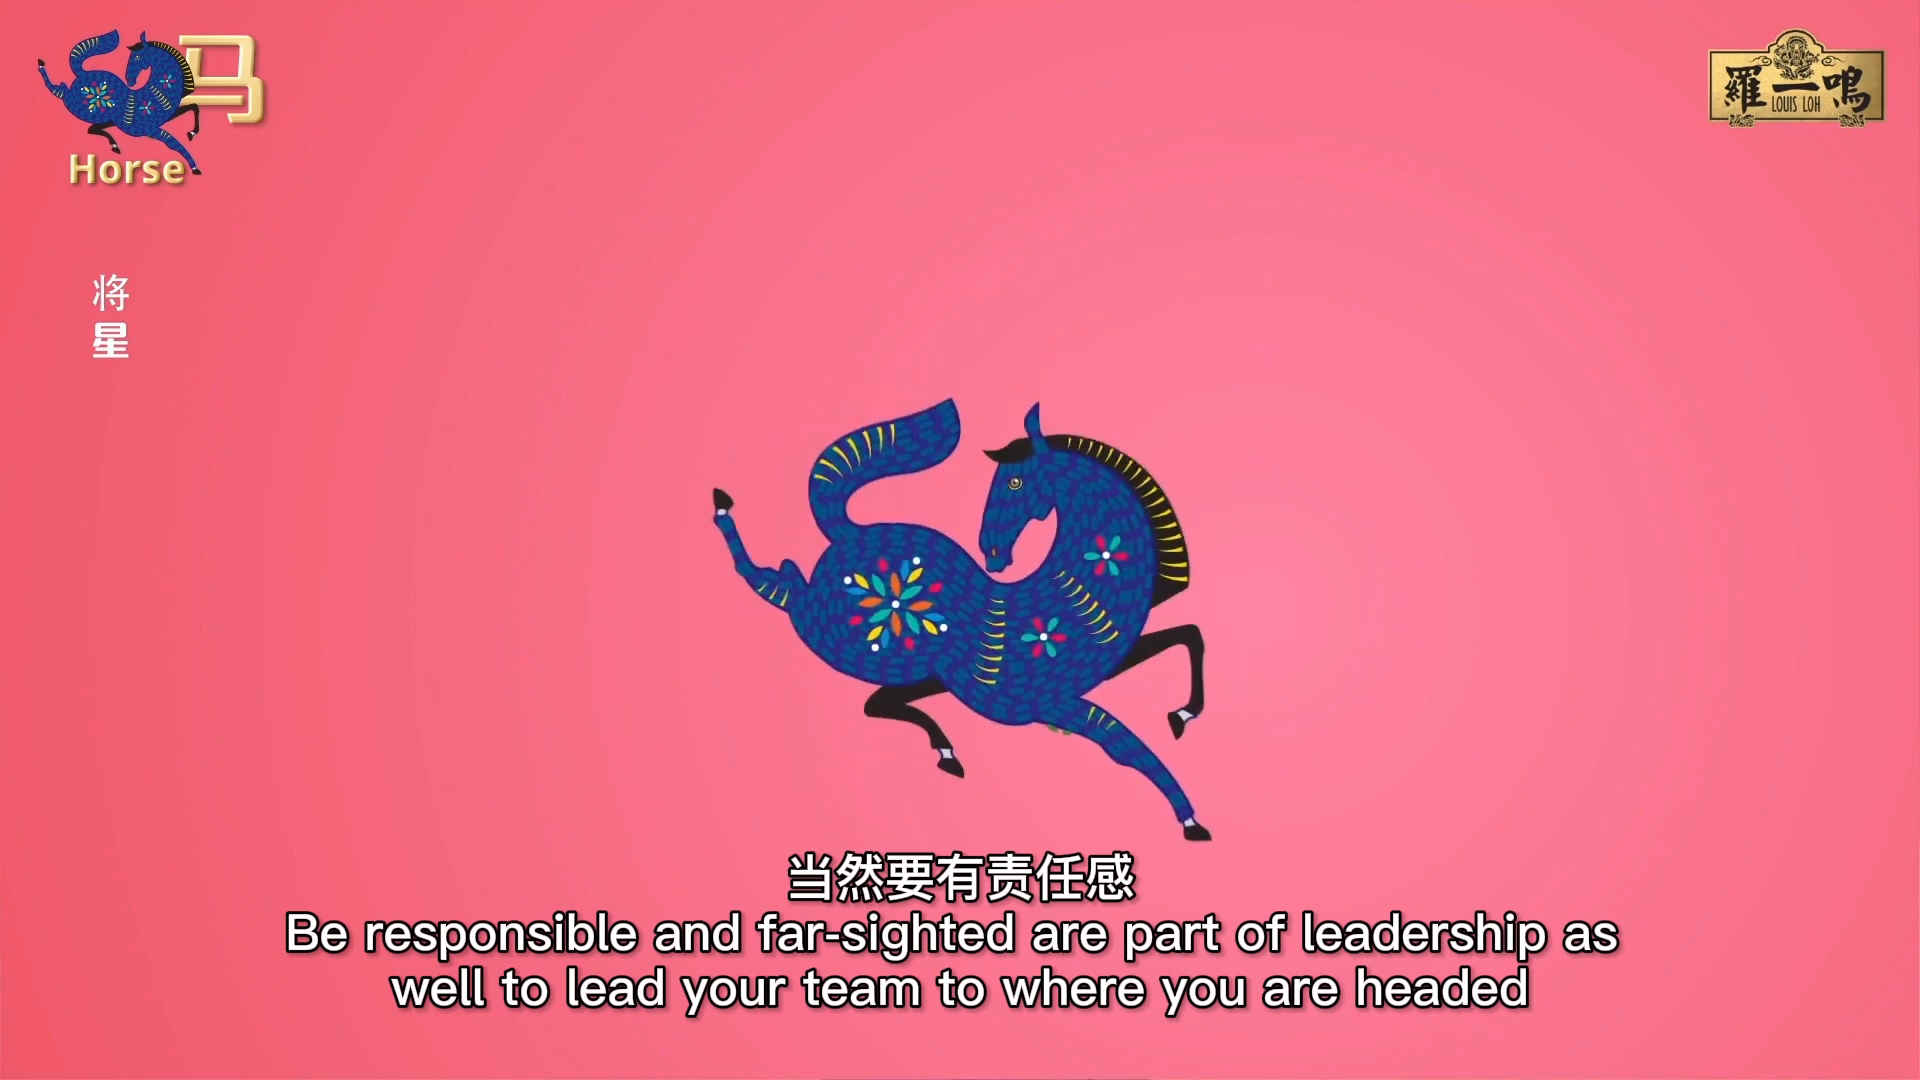 马
Horse
羅一鳴
LOUIS LOH
将
星
当然要有责任感
Be responsible and far-sighted are part of leadership as
well to lead your team to where you are headed